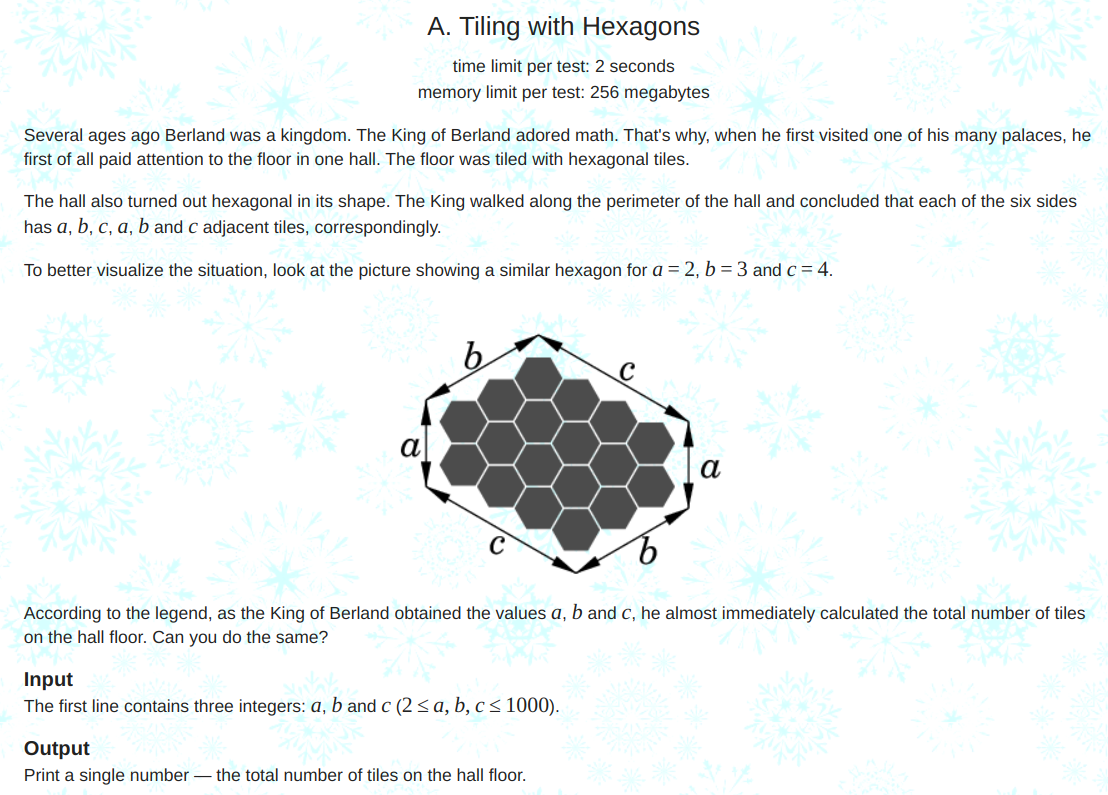 A. Tiling with Hexagons
time limit per test: 2 seconds
memory limit per test: 256 megabytes
Several ages ago Berland was a kingdom. The King of Berland adored math. That's why, when he first visited one of his many palaces, he
first of all paid attention to the floor in one hall. The floor was tiled with hexagonal tiles.
The hall also turned out hexagonal in its shape. The King walked along the perimeter of the hall and concluded that each of the six sides
has a, b, c, a, b and c adjacent tiles, correspondingly.
To better visualize the situation, look at the picture showing a similar hexagon for a = 2, b = 3 and c = 4.
b
c
a
a
c
b
According to the legend, as the King of Berland obtained the values a, b and c, he almost immediately calculated the total number of tiles
on the hall floor. Can you do the same?
Input
The first line contains three integers: a, b and c (2 ≤ a, b, c ≤ 1000).
Output
Print a single number — the total number of tiles on the hall floor.